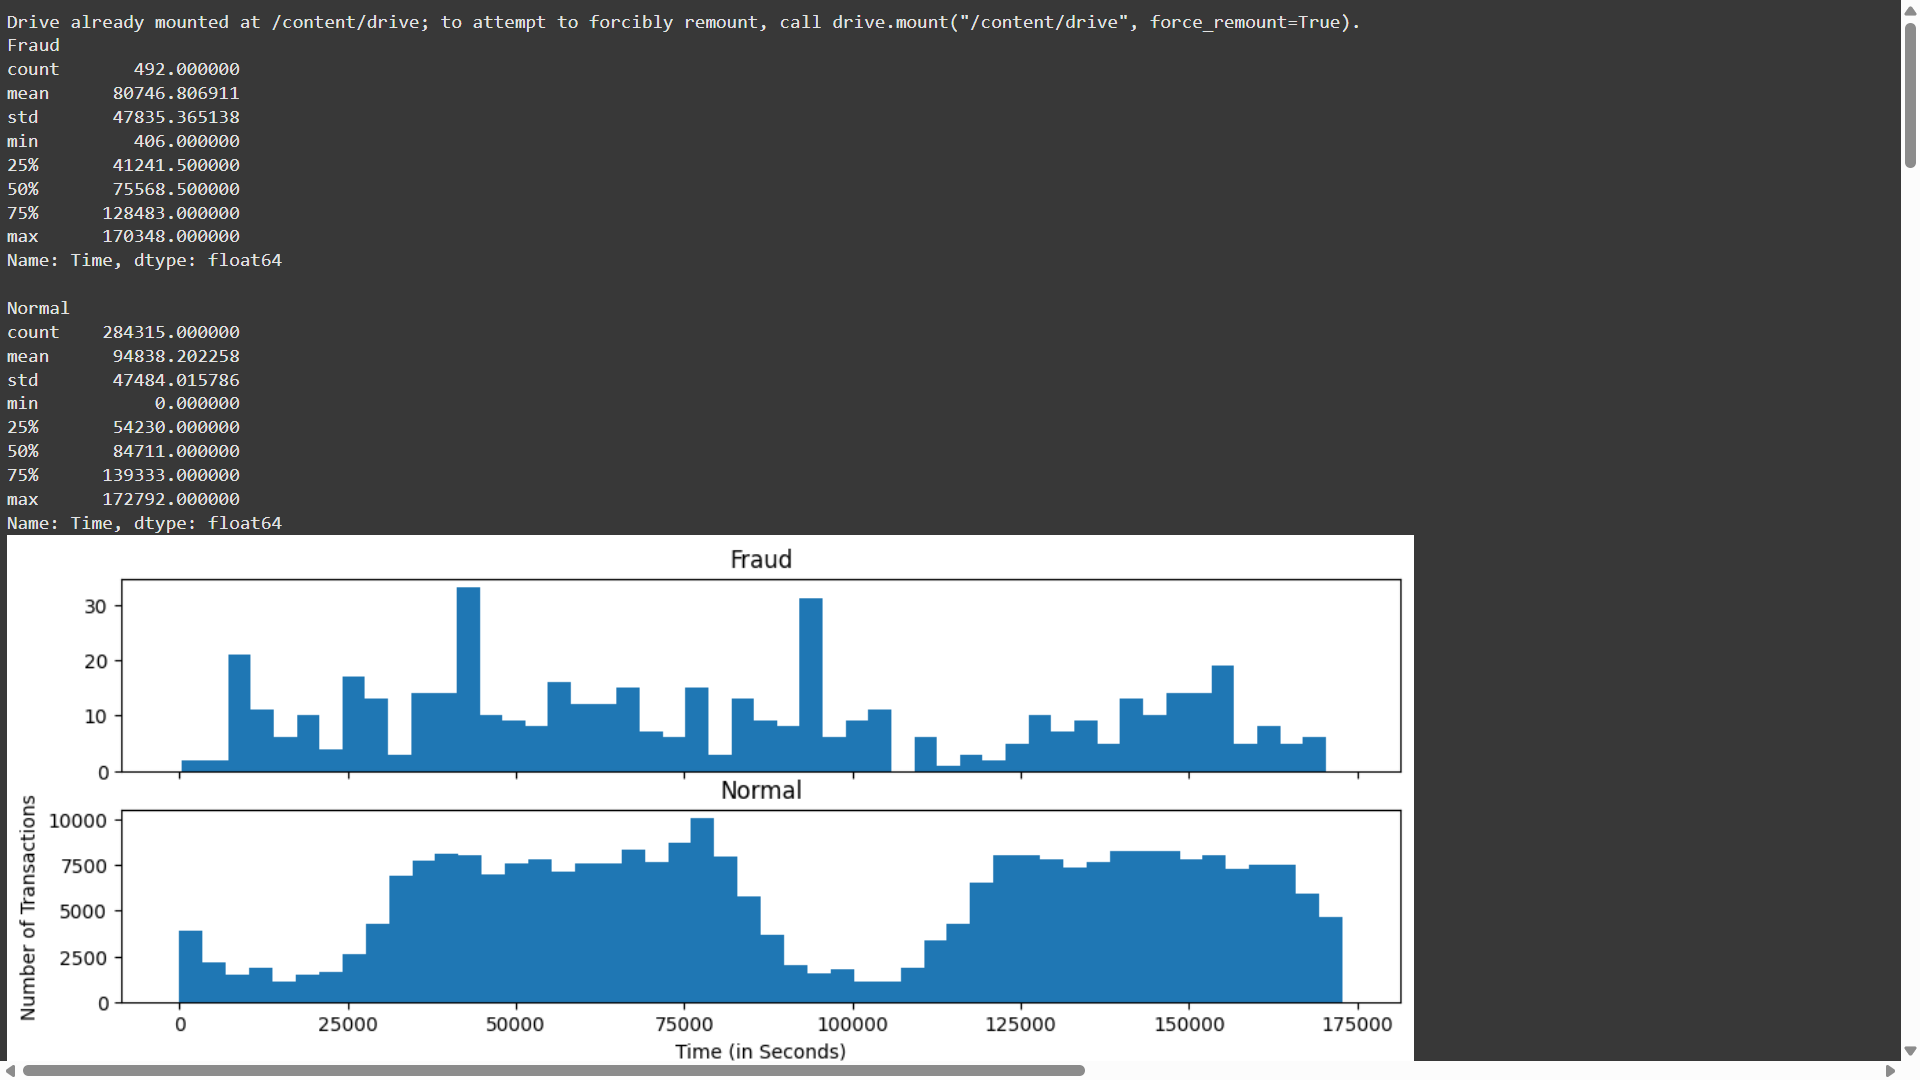 Drive already mounted at /content/drive; to attempt to forcibly remount, call drive.mount("/content/drive", force_remount=True).
Fraud
count 492.000000
mean 80746.806911
std 47835.365138
min 406.000000
25% 41241.500000
50% 75568.500000
75% 128483.000000
max 170348.000000
Name: Time, dtype: float64
Normal
count 284315.000000
mean 94838.202258
std 47484.015786
min 0.000000
25% 54230.000000
50% 84711.000000
75% 139333.000000
max 172792.000000
Name: Time, dtype: float64
Fraud
30
20
10
0
Normal
Number of Transactions
10000
7500
5000
2500
0
0 25000 50000 75000 100000 125000 150000 175000
Time (in Seconds)